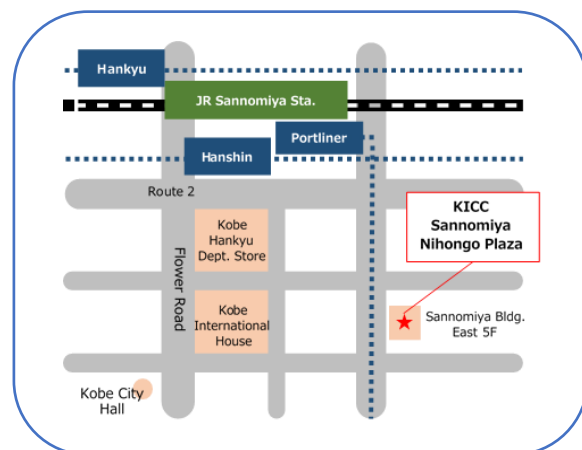 Hankyu
JR Sannomiya Sta.
Portliner
Hanshin
Route 2
KICC
Sannomiya
Nihongo Plaza
Kobe
Hankyu
Dept. Store
Flower Road
Kobe
International
House
Sannomiya Bldg.
East 5F
Kobe City
Hall